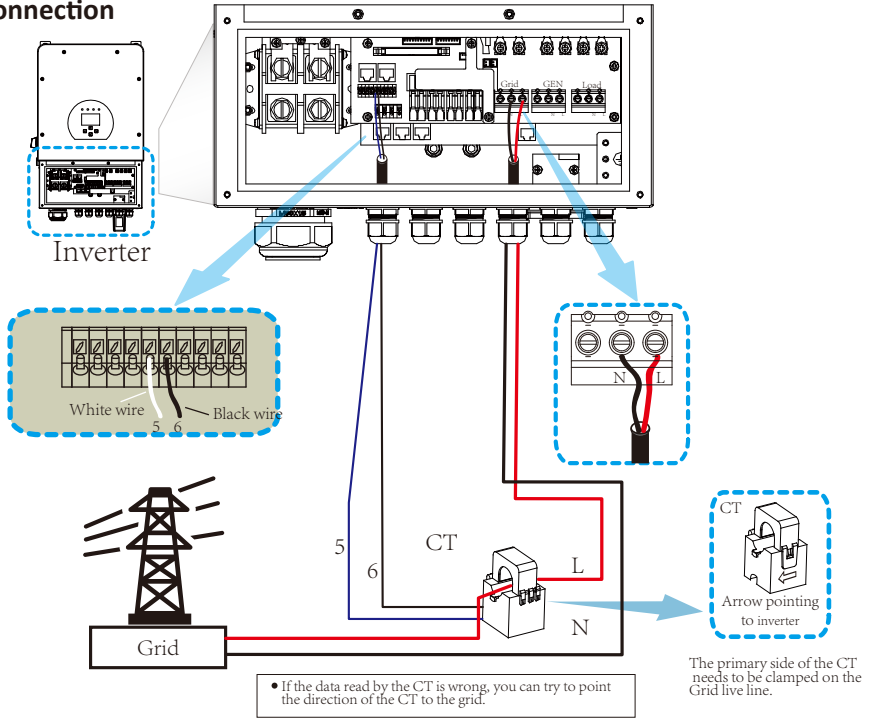 onnection
Grid GEN Load
Inverter
White wire
Black wire
5 6
N L
5
6
CT
L
N
CT
Arrow pointing
to inverter
Grid
The primary side of the CT
needs to be clamped on the
Grid live line.
• If the data read by the CT is wrong, you can try to point
the direction of the CT to the grid.